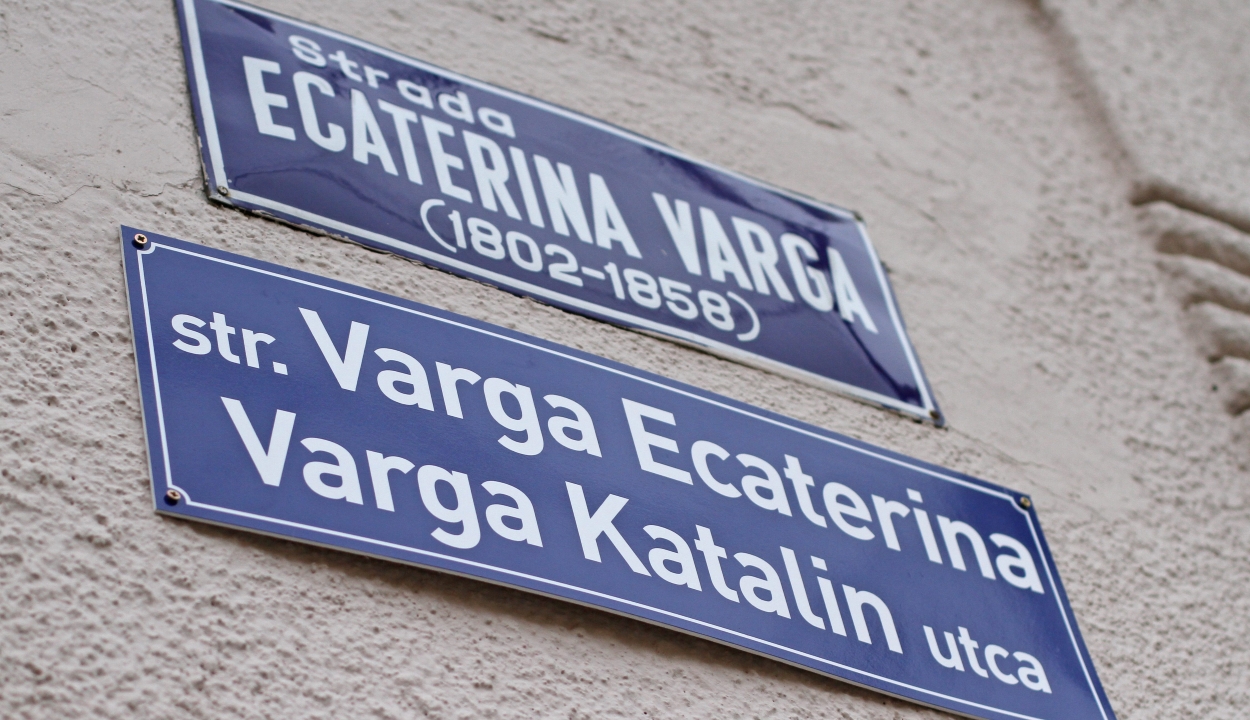 Strada
ECATERINA VARGA
(1802-1858)
str. Varga Ecaterina
Varga Katalin utca